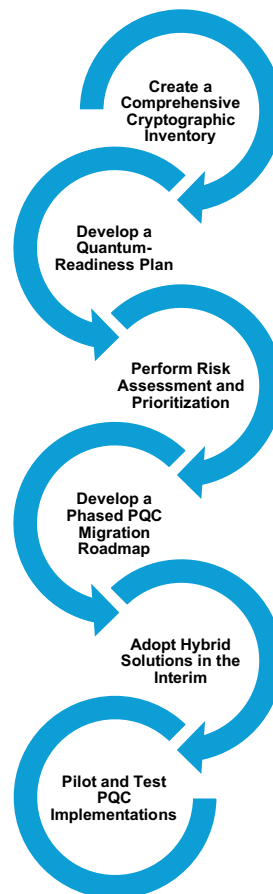 Create a
Comprehensive
Cryptographic
Inventory
Develop a
Quantum-
Readiness Plan
Perform Risk
Assessment and
Prioritization
Develop a
Phased PQC
Migration
Roadmap
Adopt Hybrid
Solutions in the
Interim
Pilot and Test
PQC
Implementations